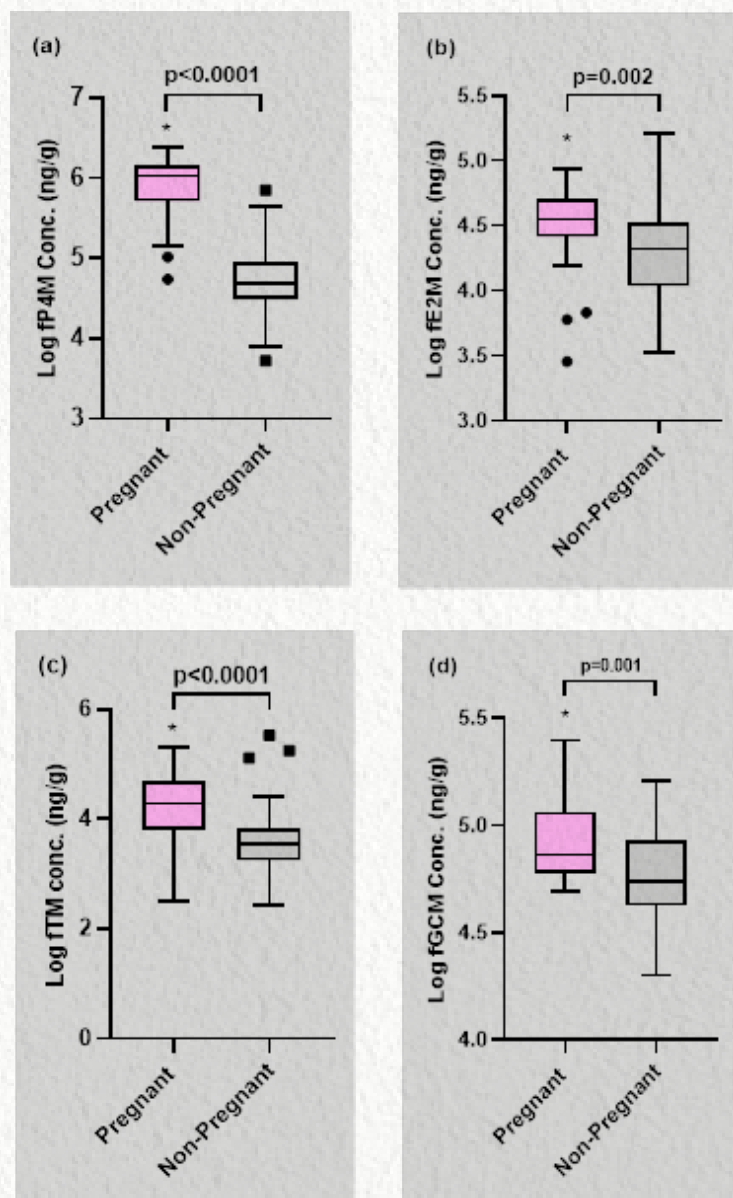 (a)
p<0.0001
Log fP4M Conc. (ng/g)
7
6
5
4
3
*
Pregnant
Non-Pregnant
(b)
p=0.002
Log fE2M Conc. (ng/g)
5.5
5.0
4.5
4.0
3.5
3.0
*
Pregnant
Non-Pregnant
(c)
p<0.0001
Log fTM conc. (ng/g)
6
4
2
0
*
Pregnant
Non-Pregnant
(d)
p=0.001
Log fGCM Conc. (ng/g)
5.5
5.0
4.5
4.0
*
Pregnant
Non-Pregnant